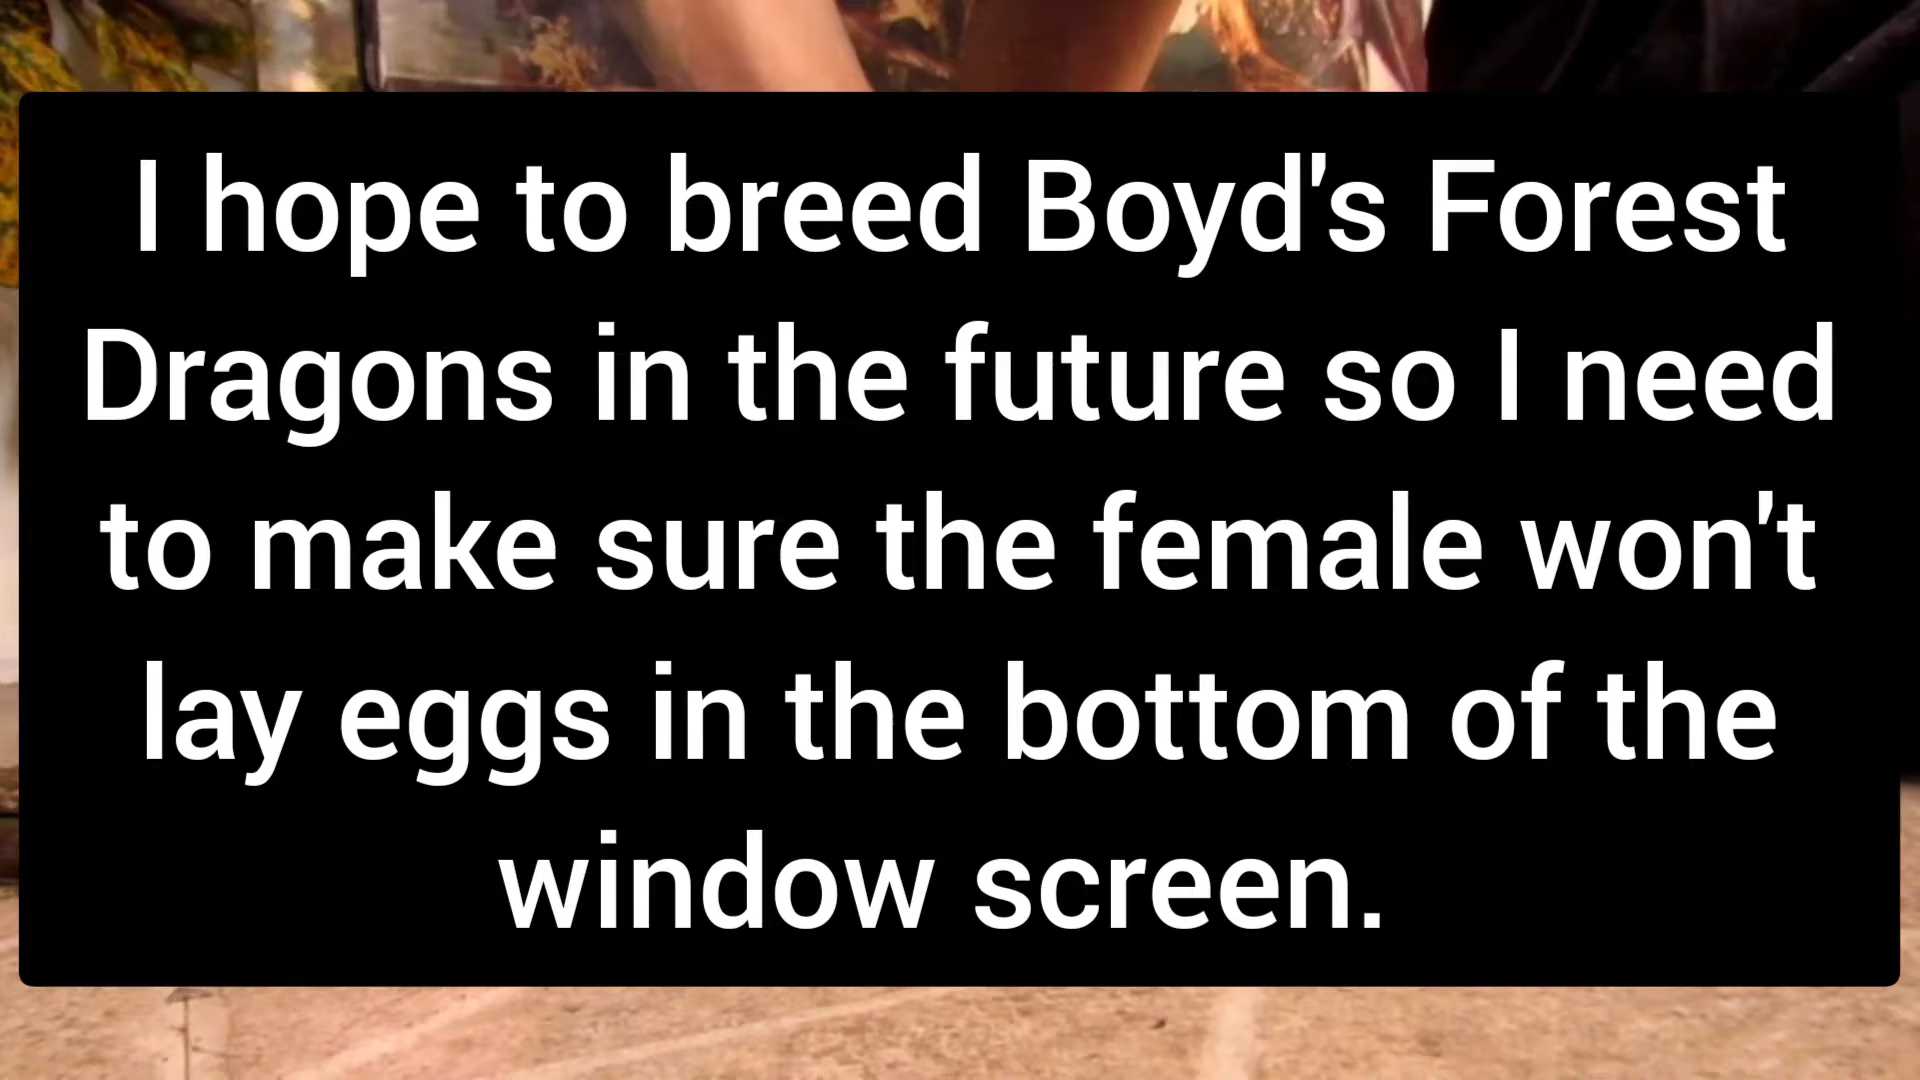 I hope to breed Boyd's Forest
Dragons in the future so I need
to make sure the female won't
lay eggs in the bottom of the
window screen.